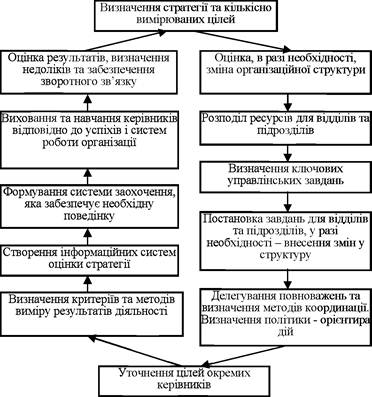 Визначення стратегії та кількісно
вимірюваних цілей
Оцінка, в разі необхідності,
зміна організаційної структури
Розподіл ресурсів для відділів та
підрозділів
Визначення ключових
управлінських завдань
Постановка завдань для відділів
та підрозділів, у разі
необхідності – внесення змін у
структуру
Делегування повноважень та
визначення методів координації.
Визначення політики - орієнтира
дій
Уточнення цілей окремих
керівників
Визначення критеріїв та методів
виміру результатів діяльності
Створення інформаційних систем
оцінки стратегії
Формування системи заохочення,
яка забезпечує необхідну
поведінку
Виховання та навчання керівників
відповідно до успіхів і систем
роботи організації
Оцінка результатів, визначення
недоліків та забезпечення
зворотного зв′язку